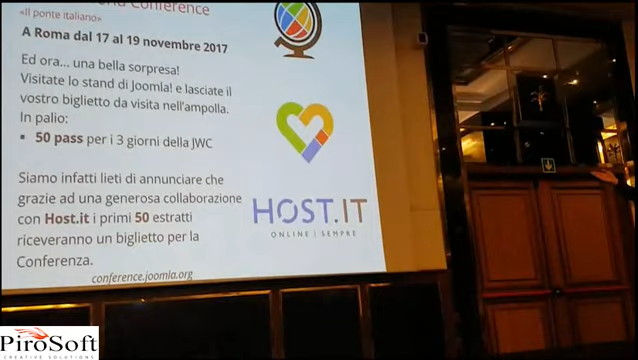 Conference
«Il ponte italiano»
A Roma dal 17 al 19 novembre 2017
Ed ora... una bella sorpresa!
Visitate lo stand di Joomla! e lasciate il
vostro biglietto da visita nell'ampolla.
In palio:
▪ 50 pass per i 3 giorni della JWC
Siamo infatti lieti di annunciare che
grazie ad una generosa collaborazione
con Host.it i primi 50 estratti
riceveranno un biglietto per la
Conferenza.
conference.joomla.org
HOST.IT
ONLINE | SEMPRE
PiroSoft
CREATIVE SOLUTIONS